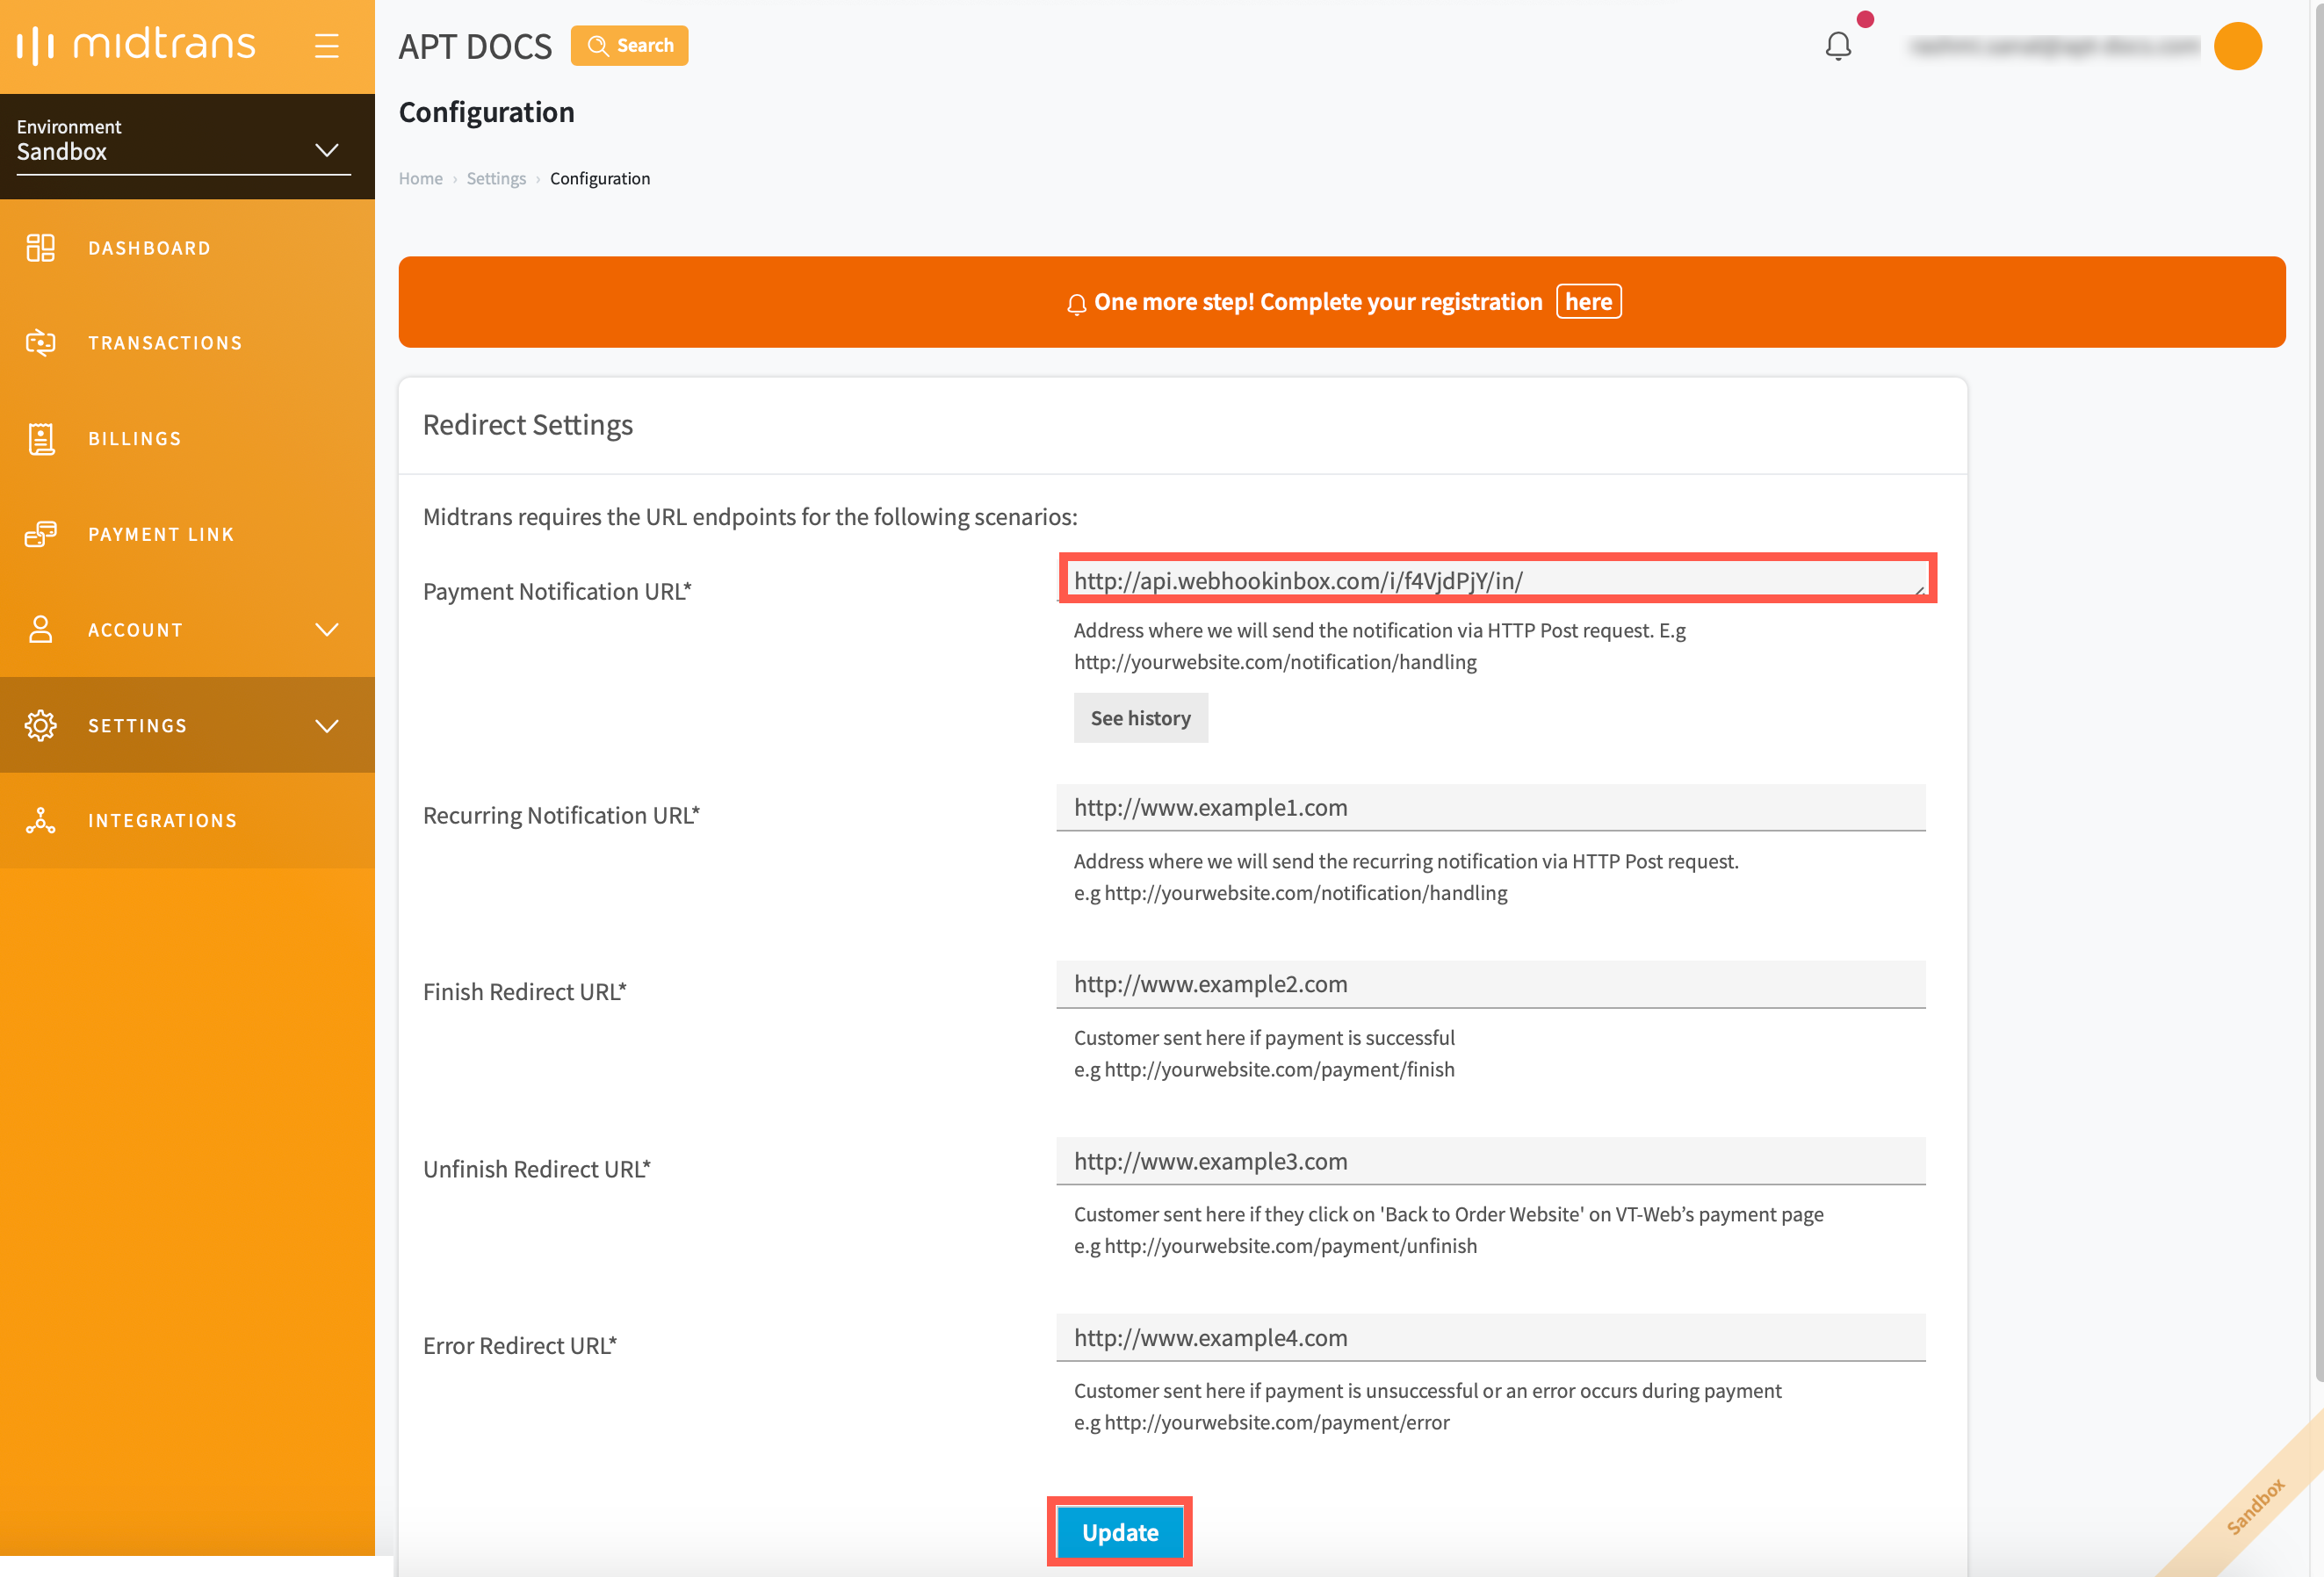 midtrans
APT DOCS
Search
Configuration
Environment
Sandbox
Home › Settings › Configuration
DASHBOARD
TRANSACTIONS
BILLINGS
PAYMENT LINK
ACCOUNT
SETTINGS
INTEGRATIONS
One more step! Complete your registration here
Redirect Settings
Midtrans requires the URL endpoints for the following scenarios:
Payment Notification URL*
http://api.webhookinbox.com/i/f4VjdPjY/in/
Address where we will send the notification via HTTP Post request. E.g
http://yourwebsite.com/notification/handling
See history
Recurring Notification URL*
http://www.example1.com
Address where we will send the recurring notification via HTTP Post request.
e.g http://yourwebsite.com/notification/handling
Finish Redirect URL*
http://www.example2.com
Customer sent here if payment is successful
e.g http://yourwebsite.com/payment/finish
Unfinish Redirect URL*
http://www.example3.com
Customer sent here if they click on 'Back to Order Website' on VT-Web’s payment page
e.g http://yourwebsite.com/payment/unfinish
Error Redirect URL*
http://www.example4.com
Customer sent here if payment is unsuccessful or an error occurs during payment
e.g http://yourwebsite.com/payment/error
Update
Sandbox